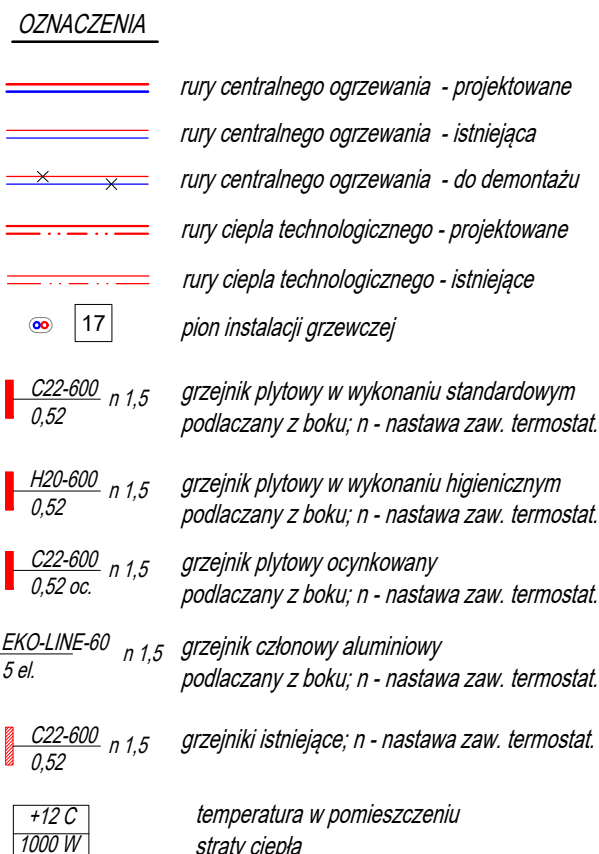 OZNACZENIA
rury centralnego ogrzewania - projektowane
rury centralnego ogrzewania - istniejąca
rury centralnego ogrzewania - do demontażu
rury ciepla technologicznego - projektowane
rury ciepla technologicznego - istniejące
17 pion instalacji grzewczej
C22-600 n 1,5 grzejnik plytowy w wykonaniu standardowym
0,52 podlaczany z boku; n - nastawa zaw. termostat.
H20-600 n 1,5 grzejnik plytowy w wykonaniu higienicznym
0,52 podlaczany z boku; n - nastawa zaw. termostat.
C22-600 n 1,5 grzejnik plytowy ocynkowany
0,52 oc. podlaczany z boku; n - nastawa zaw. termostat.
EKO-LINE-60 n 1,5 grzejnik członowy aluminiowy
5 el. podlaczany z boku; n - nastawa zaw. termostat.
C22-600 n 1,5 grzejniki istniejące; n - nastawa zaw. termostat.
0,52
+12 C temperatura w pomieszczeniu
1000 W straty ciepła